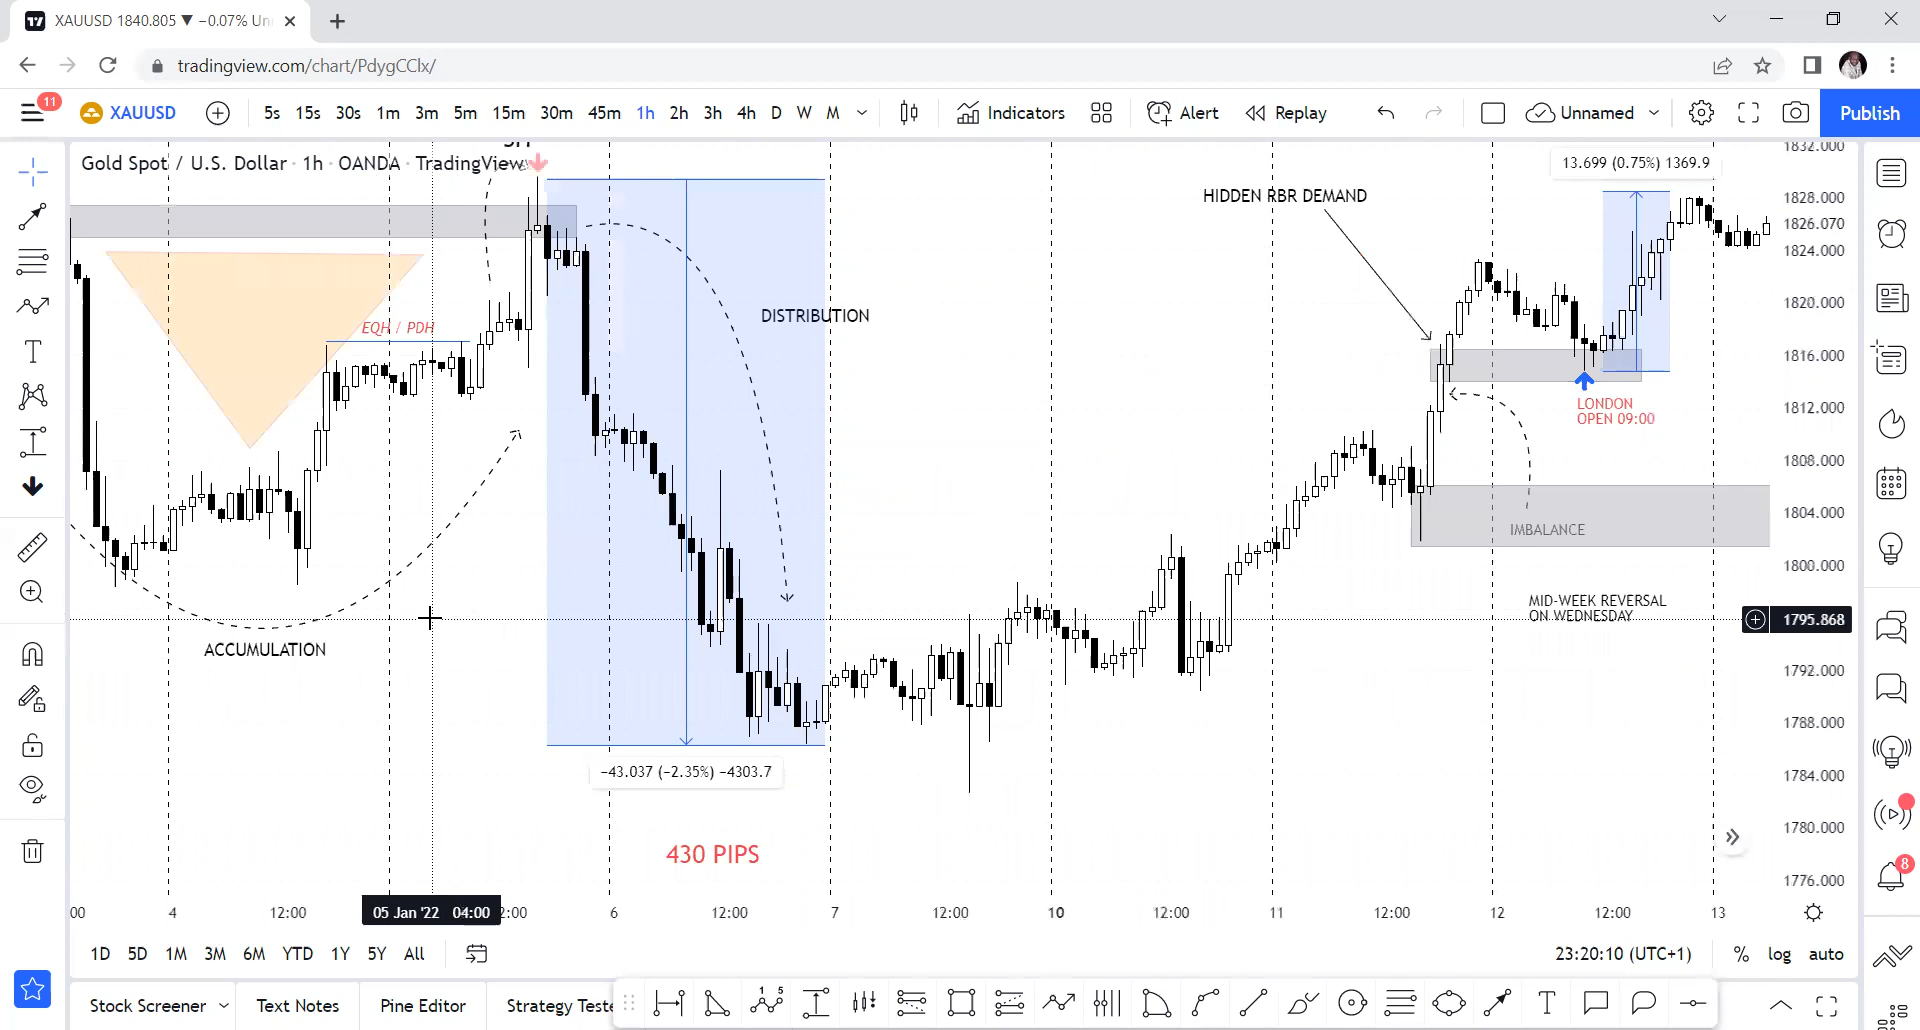 XAUUSD 1840.805 ▼ −0.07% Un
tradingview.com/chart/PdygCClx/
11
XAUUSD
5s 15s 30s 1m 3m 5m 15m 30m 45m 1h 2h 3h 4h D W M
Indicators
Alert
Replay
Unnamed
Publish
Gold Spot / U.S. Dollar · 1h · OANDA · TradingView
13.699 (0.75%) 1369.9
HIDDEN RBR DEMAND
EQH / PDH
DISTRIBUTION
LONDON
OPEN 09:00
IMBALANCE
MID-WEEK REVERSAL
ON WEDNESDAY
ACCUMULATION
−43.037 (−2.35%) −4303.7
430 PIPS
1832.000
1828.000
1826.070
1824.000
1820.000
1816.000
1812.000
1808.000
1804.000
1800.000
1795.868
1792.000
1788.000
1784.000
1780.000
1776.000
8
00 4 12:00 05 Jan '22 04:00 2:00 6 12:00 7 12:00 10 12:00 11 12:00 12 12:00 13
1D 5D 1M 3M 6M YTD 1Y 5Y All
23:20:10 (UTC+1) % log auto
Stock Screener Text Notes Pine Editor Strategy Teste
1 5